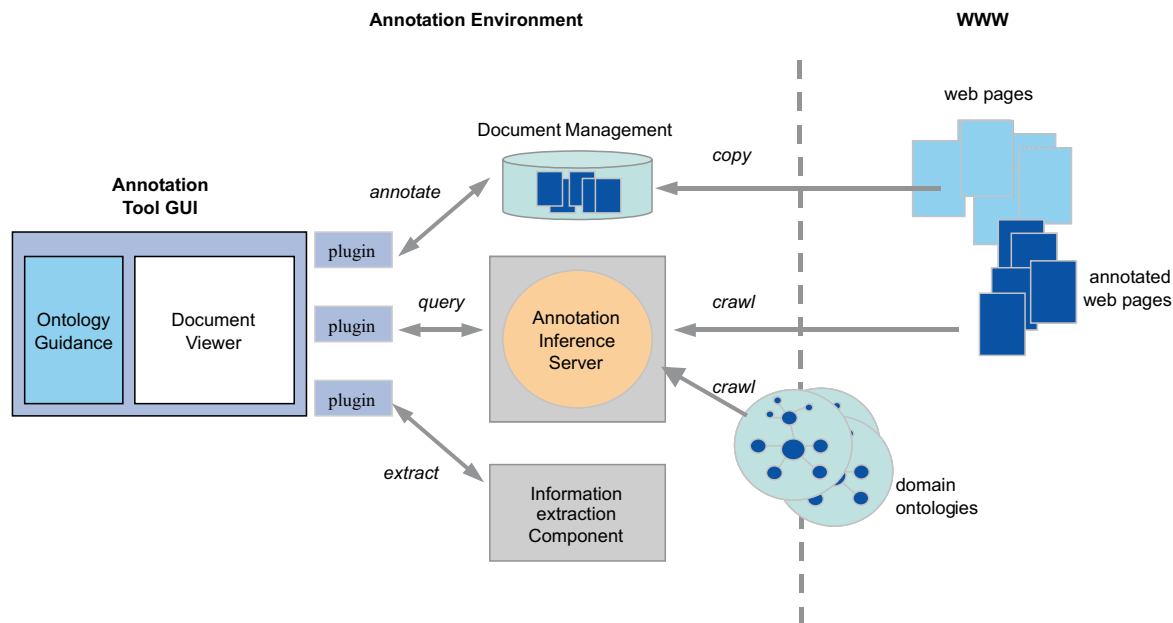 Annotation Environment
WWW
web pages
Document Management
copy
Annotation
Tool GUI
annotate
plugin
annotated
web pages
query
crawl
Ontology
Guidance
Document
Viewer
plugin
Annotation
Inference
Server
crawl
plugin
extract
domain
ontologies
Information
extraction
Component